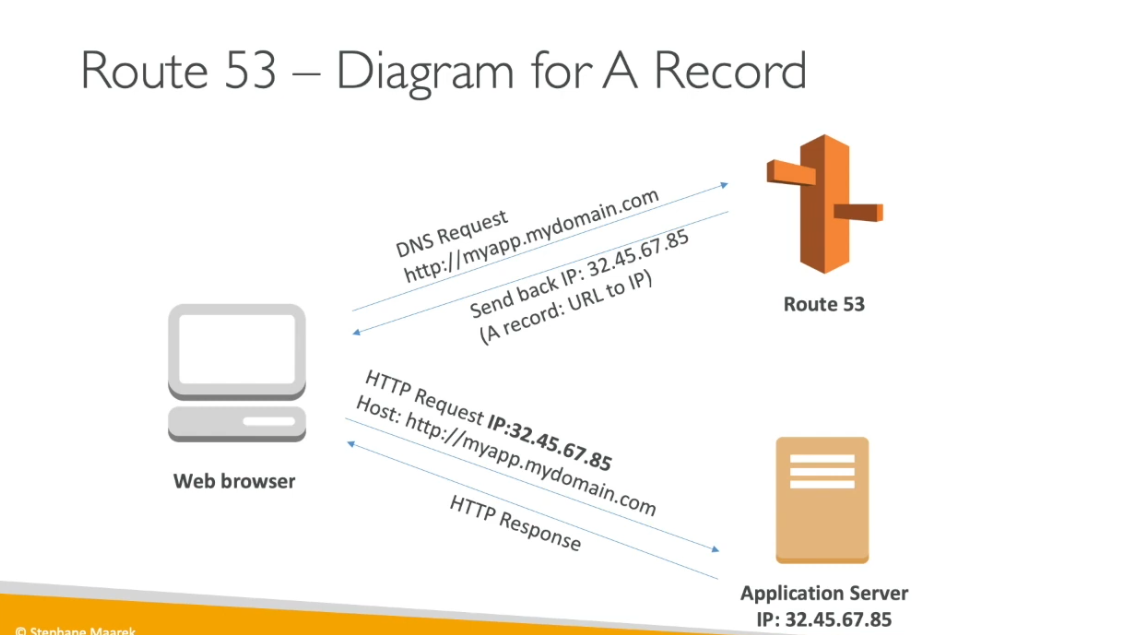 Route 53 – Diagram for A Record
DNS Request
http://myapp.mydomain.com
Send back IP: 32.45.67.85
(A record: URL to IP)
Route 53
HTTP Request IP:32.45.67.85
Host: http://myapp.mydomain.com
HTTP Response
Web browser
Application Server
IP: 32.45.67.85
© Stephane Maarek